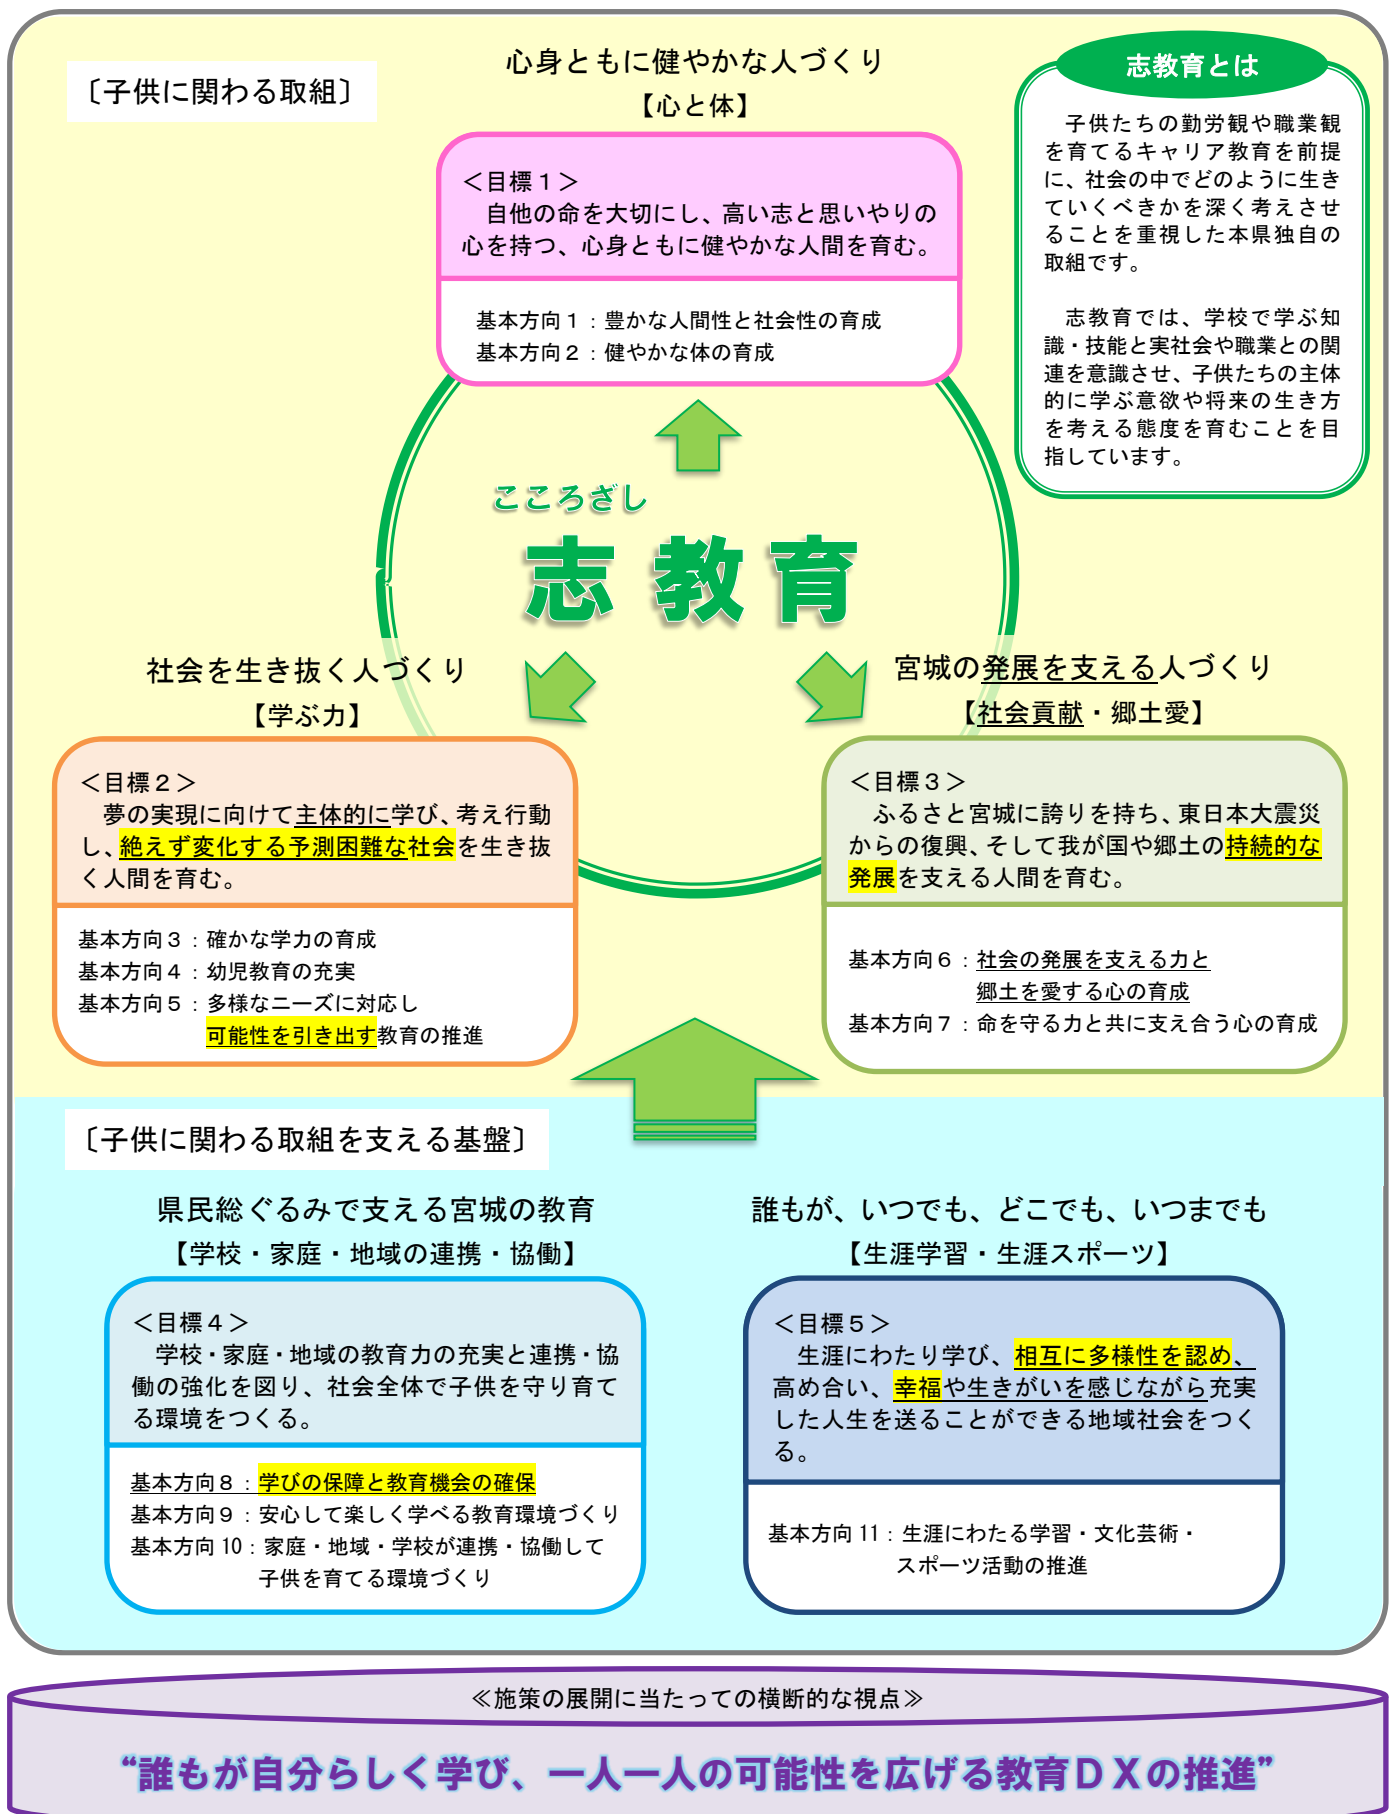 〔子供に関わる取組〕
心身ともに健やかな人づくり
【心と体】
＜目標１＞
自他の命を大切にし、高い志と思いやりの
心を持つ、心身ともに健やかな人間を育む。
基本方向１：豊かな人間性と社会性の育成
基本方向２：健やかな体の育成
志教育とは
子供たちの勤労観や職業観
を育てるキャリア教育を前提
に、社会の中でどのように生き
ていくべきかを深く考えさせ
ることを重視した本県独自の
取組です。
志教育では、学校で学ぶ知
識・技能と実社会や職業との関
連を意識させ、子供たちの主体
的に学ぶ意欲や将来の生き方
を考える態度を育むことを目
指しています。
こころざし
志教育
社会を生き抜く人づくり
【学ぶ力】
＜目標２＞
夢の実現に向けて主体的に学び、考え行動
し、絶えず変化する予測困難な社会を生き抜
く人間を育む。
基本方向３：確かな学力の育成
基本方向４：幼児教育の充実
基本方向５：多様なニーズに対応し
可能性を引き出す教育の推進
宮城の発展を支える人づくり
【社会貢献・郷土愛】
＜目標３＞
ふるさと宮城に誇りを持ち、東日本大震災
からの復興、そして我が国や郷土の持続的な
発展を支える人間を育む。
基本方向６：社会の発展を支える力と
郷土を愛する心の育成
基本方向７：命を守る力と共に支え合う心の育成
〔子供に関わる取組を支える基盤〕
県民総ぐるみで支える宮城の教育
【学校・家庭・地域の連携・協働】
＜目標４＞
学校・家庭・地域の教育力の充実と連携・協
働の強化を図り、社会全体で子供を守り育て
る環境をつくる。
基本方向８：学びの保障と教育機会の確保
基本方向９：安心して楽しく学べる教育環境づくり
基本方向10：家庭・地域・学校が連携・協働して
子供を育てる環境づくり
誰もが、いつでも、どこでも、いつまでも
【生涯学習・生涯スポーツ】
＜目標５＞
生涯にわたり学び、相互に多様性を認め、
高め合い、幸福や生きがいを感じながら充実
した人生を送ることができる地域社会をつく
る。
基本方向11：生涯にわたる学習・文化芸術・
スポーツ活動の推進
≪施策の展開に当たっての横断的な視点≫
“誰もが自分らしく学び、一人一人の可能性を広げる教育ＤＸの推進”